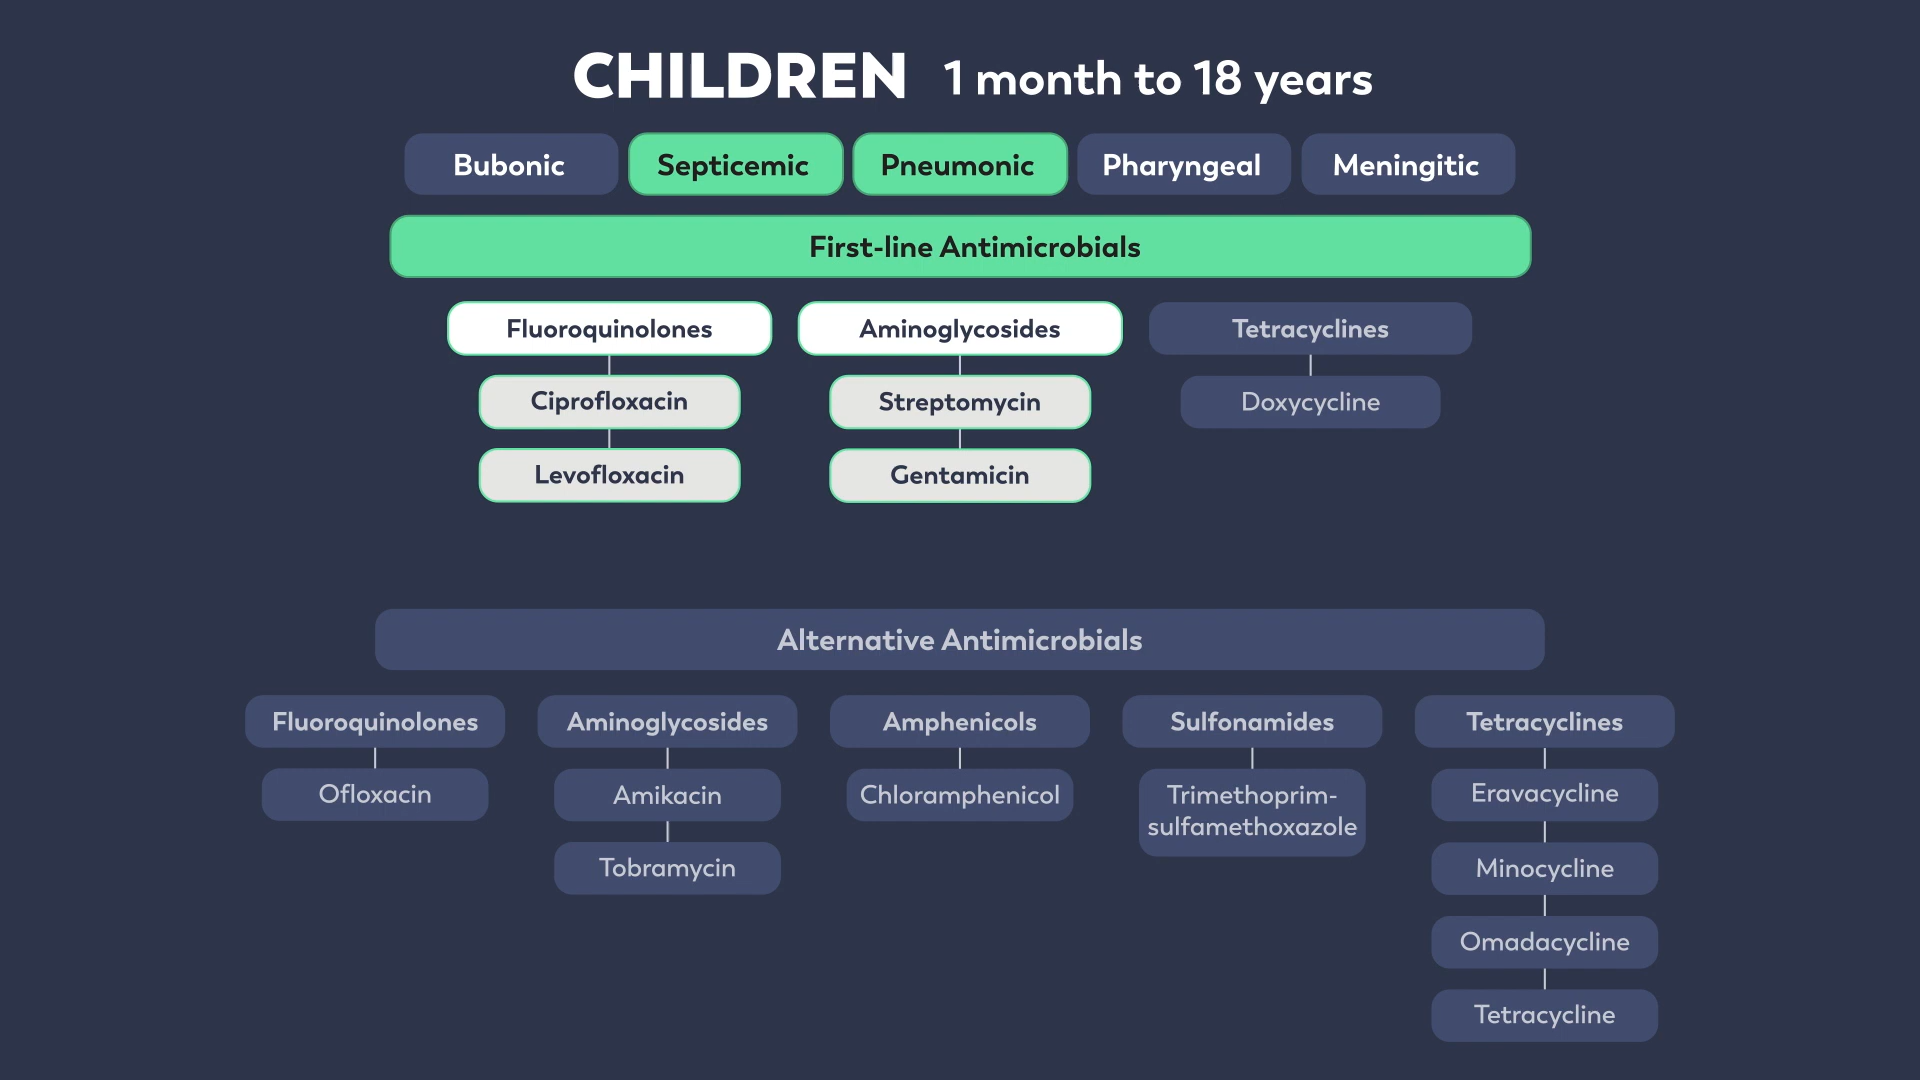 CHILDREN 1 month to 18 years
Bubonic Septicemic Pneumonic Pharyngeal Meningitic
First-line Antimicrobials
Fluoroquinolones Aminoglycosides Tetracyclines
Ciprofloxacin Streptomycin Doxycycline
Levofloxacin Gentamicin
Alternative Antimicrobials
Fluoroquinolones Aminoglycosides Amphenicols Sulfonamides Tetracyclines
Ofloxacin Amikacin Chloramphenicol Trimethoprim- Eravacycline
sulfamethoxazole
Tobramycin Minocycline
Omadacycline
Tetracycline